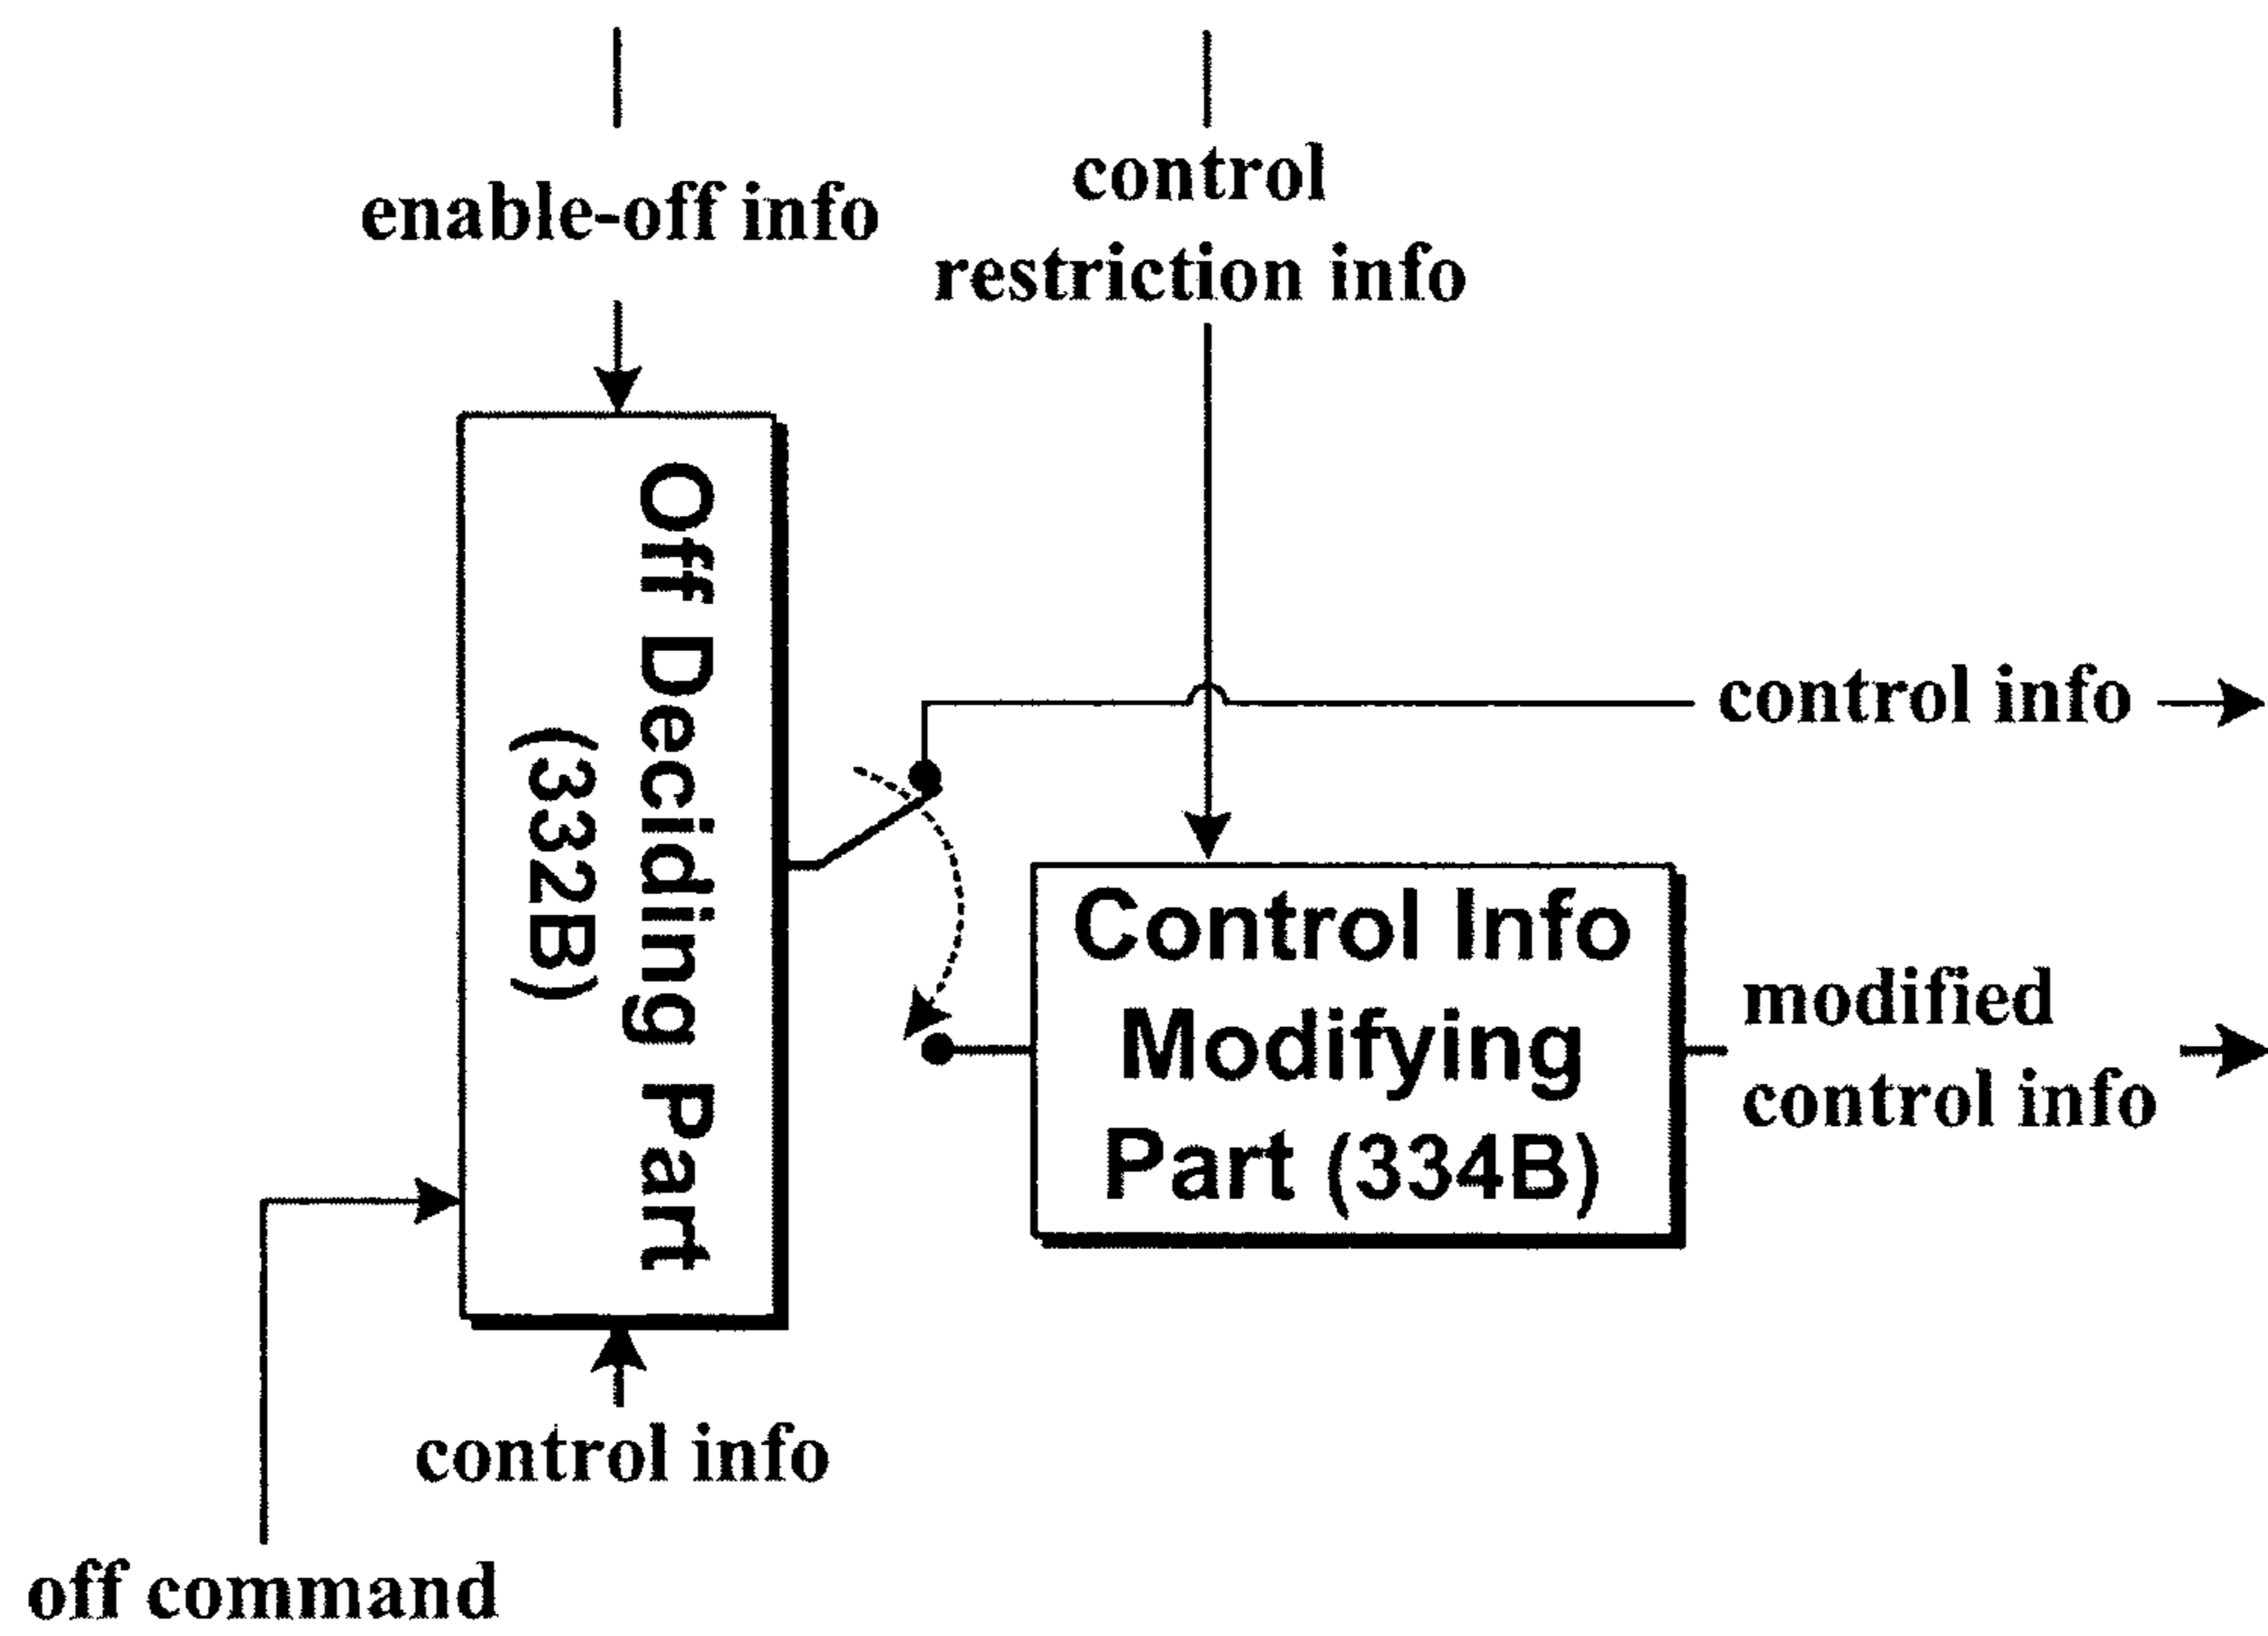 enable-off info
control
restriction info
Off Deciding Part
(332B)
control info
Control Info
Modifying
Part (334B)
modified
control info
control info
off command